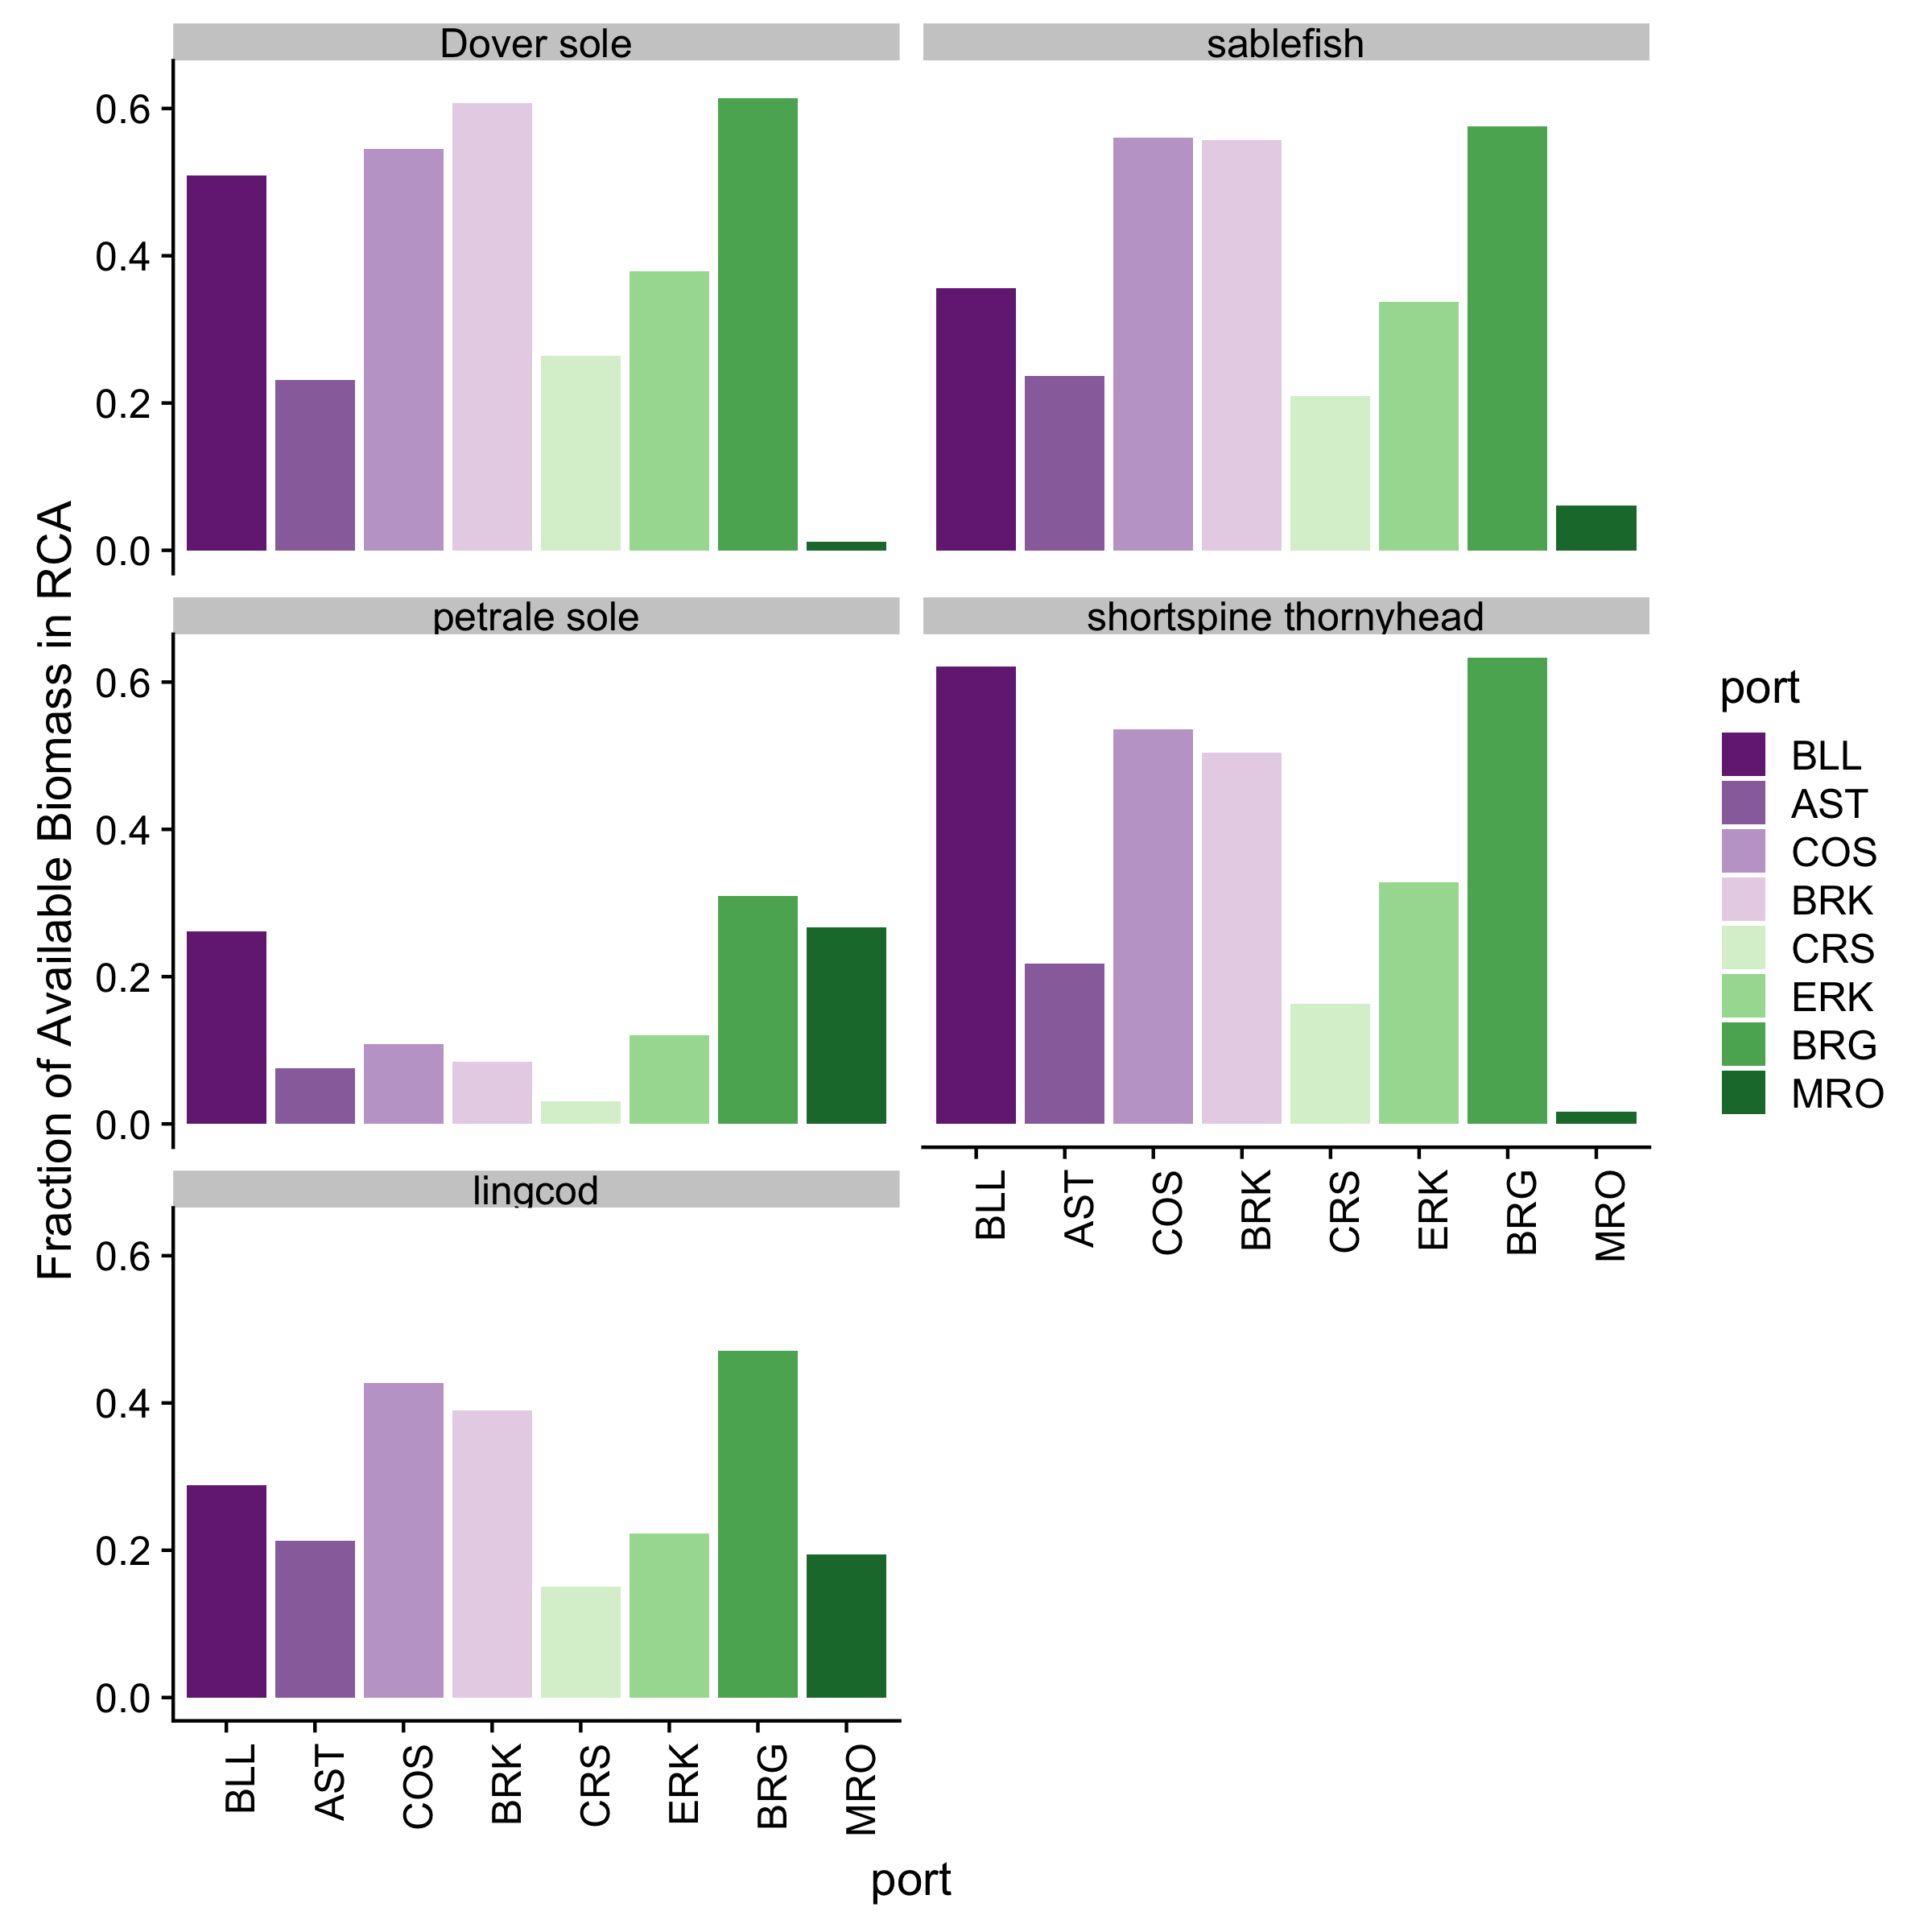 Dover sole
sablefish
0.6
0.4
0.2
0.0
petrale sole
shortspine thornyhead
0.6
0.4
0.2
0.0
BLL
AST
COS
BRK
CRS
ERK
BRG
MRO
lingcod
0.6
0.4
0.2
0.0
BLL
AST
COS
BRK
CRS
ERK
BRG
MRO
port
Fraction of Available Biomass in RCA
port
BLL
AST
COS
BRK
CRS
ERK
BRG
MRO